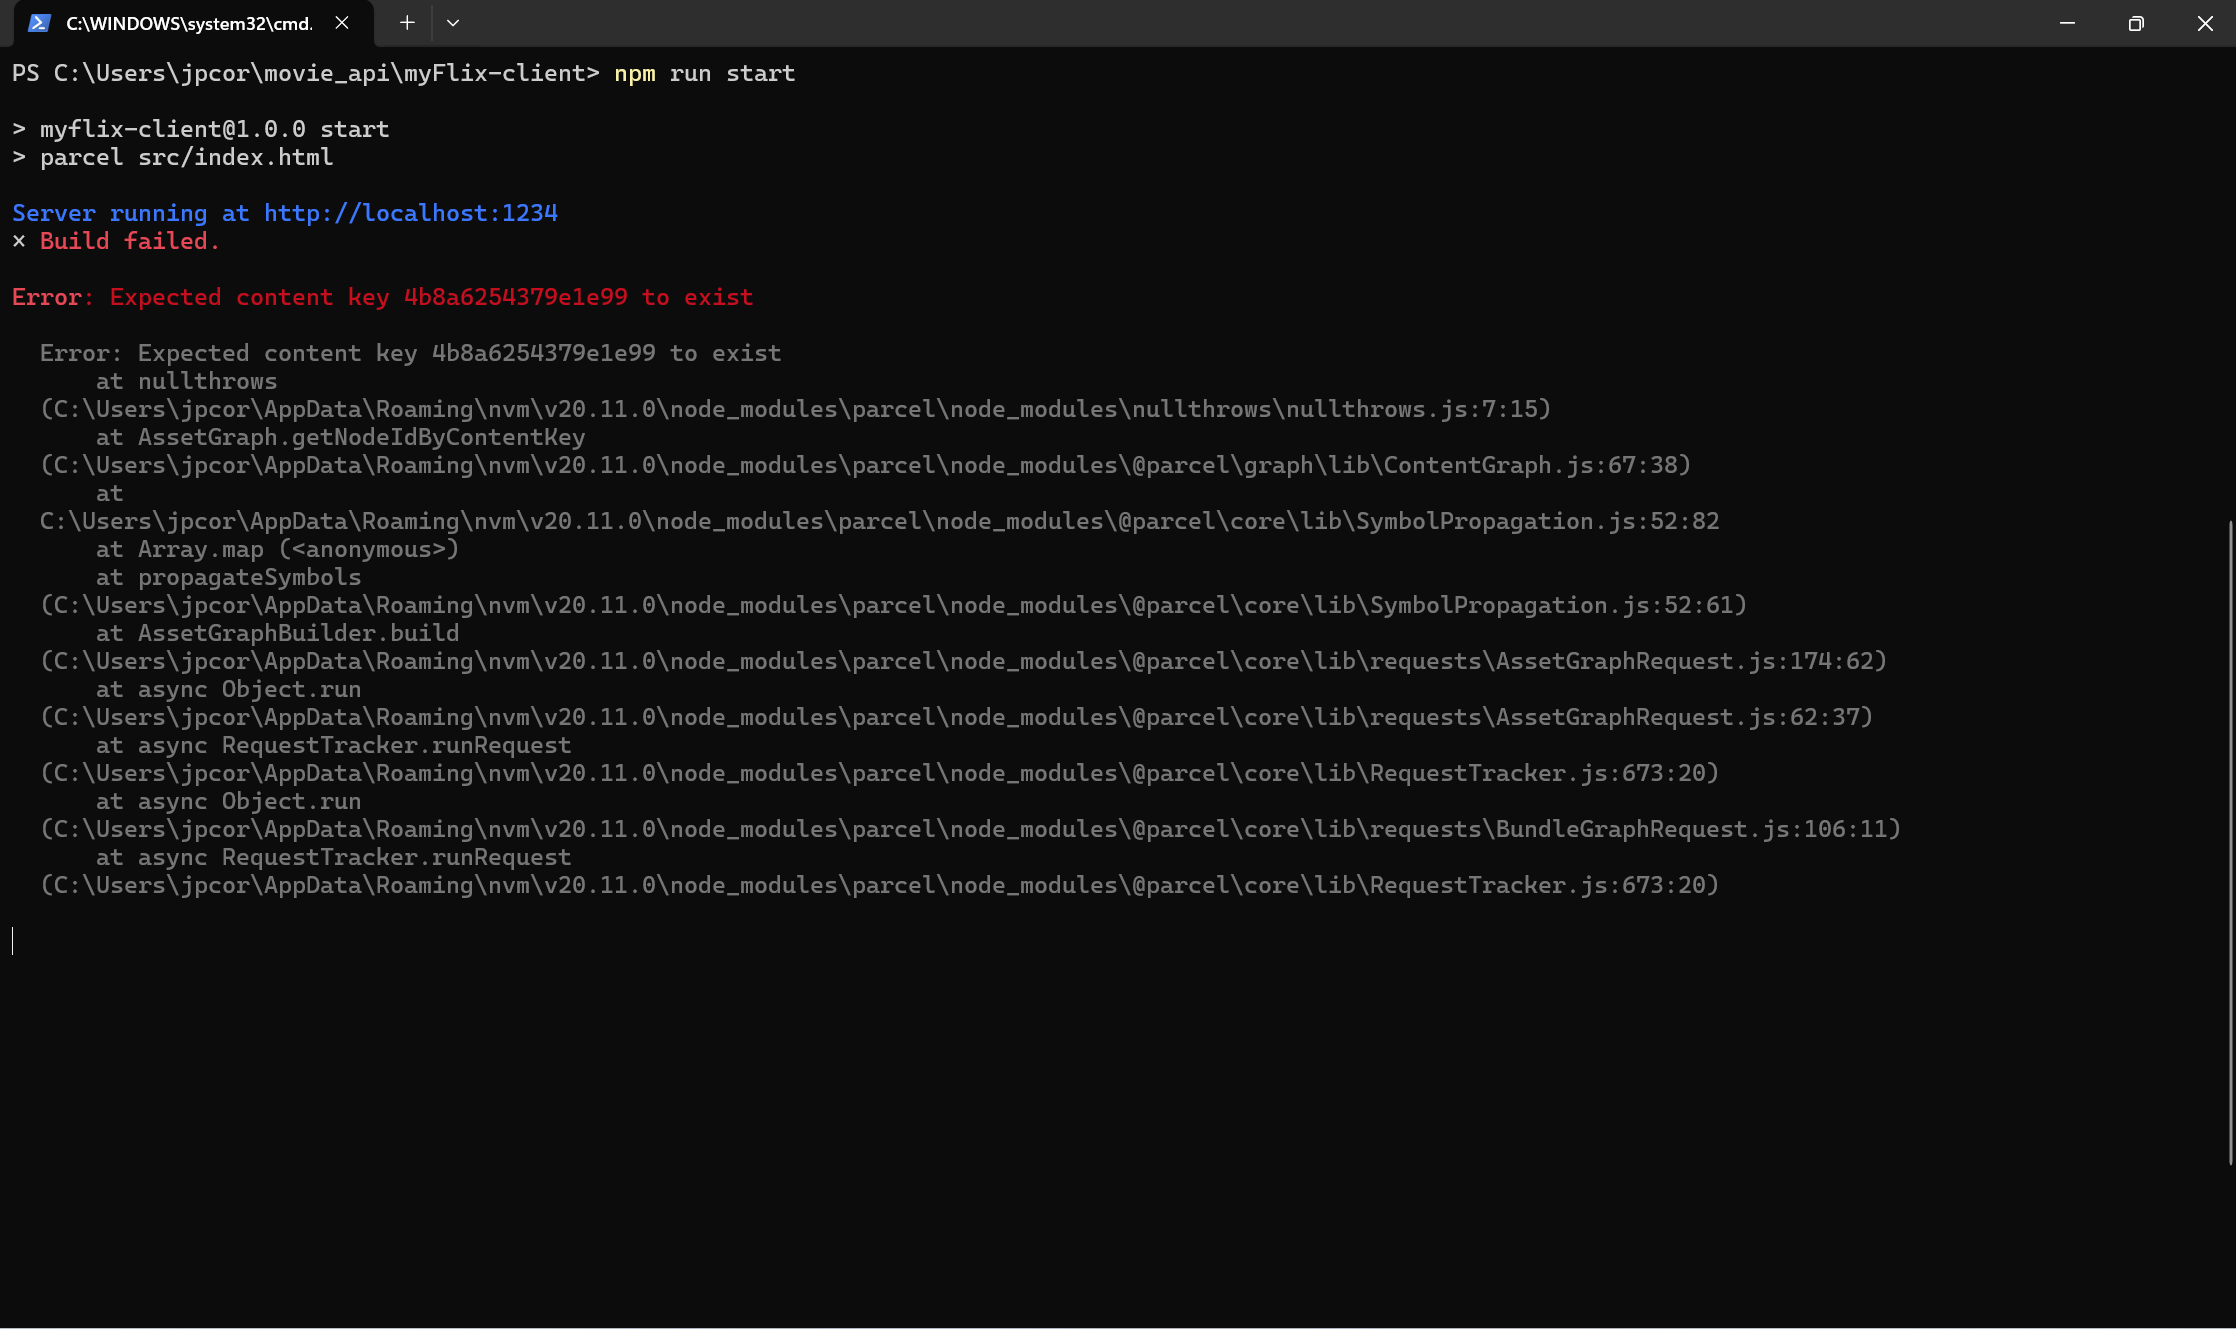 C:\WINDOWS\system32\cmd.
PS C:\Users\jpcor\movie_api\myFlix-client> npm run start
> myflix-client@1.0.0 start
> parcel src/index.html
Server running at http://localhost:1234
× Build failed.
Error: Expected content key 4b8a6254379e1e99 to exist
Error: Expected content key 4b8a6254379e1e99 to exist
at nullthrows
(C:\Users\jpcor\AppData\Roaming\nvm\v20.11.0\node_modules\parcel\node_modules\nullthrows\nullthrows.js:7:15)
at AssetGraph.getNodeIdByContentKey
(C:\Users\jpcor\AppData\Roaming\nvm\v20.11.0\node_modules\parcel\node_modules\@parcel\graph\lib\ContentGraph.js:67:38)
at
C:\Users\jpcor\AppData\Roaming\nvm\v20.11.0\node_modules\parcel\node_modules\@parcel\core\lib\SymbolPropagation.js:52:82
at Array.map (<anonymous>)
at propagateSymbols
(C:\Users\jpcor\AppData\Roaming\nvm\v20.11.0\node_modules\parcel\node_modules\@parcel\core\lib\SymbolPropagation.js:52:61)
at AssetGraphBuilder.build
(C:\Users\jpcor\AppData\Roaming\nvm\v20.11.0\node_modules\parcel\node_modules\@parcel\core\lib\requests\AssetGraphRequest.js:174:62)
at async Object.run
(C:\Users\jpcor\AppData\Roaming\nvm\v20.11.0\node_modules\parcel\node_modules\@parcel\core\lib\requests\AssetGraphRequest.js:62:37)
at async RequestTracker.runRequest
(C:\Users\jpcor\AppData\Roaming\nvm\v20.11.0\node_modules\parcel\node_modules\@parcel\core\lib\RequestTracker.js:673:20)
at async Object.run
(C:\Users\jpcor\AppData\Roaming\nvm\v20.11.0\node_modules\parcel\node_modules\@parcel\core\lib\requests\BundleGraphRequest.js:106:11)
at async RequestTracker.runRequest
(C:\Users\jpcor\AppData\Roaming\nvm\v20.11.0\node_modules\parcel\node_modules\@parcel\core\lib\RequestTracker.js:673:20)